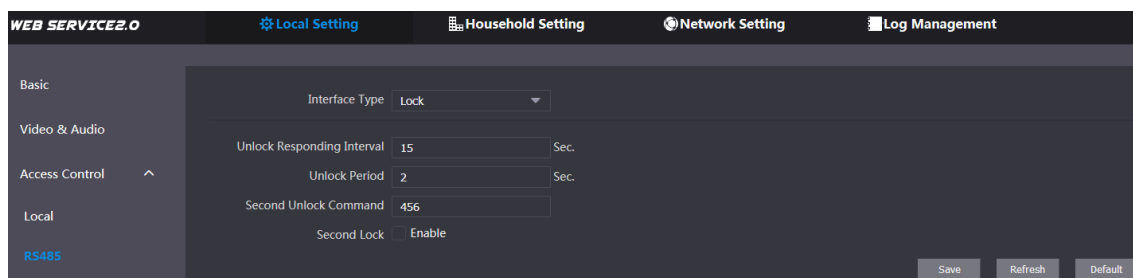 WEB SERVICE2.0
Local Setting
Household Setting
Network Setting
Log Management
Basic
Video & Audio
Access Control
Local
RS485
Interface Type Lock
Unlock Responding Interval 15 Sec.
Unlock Period 2 Sec.
Second Unlock Command 456
Second Lock Enable
Save Refresh Default